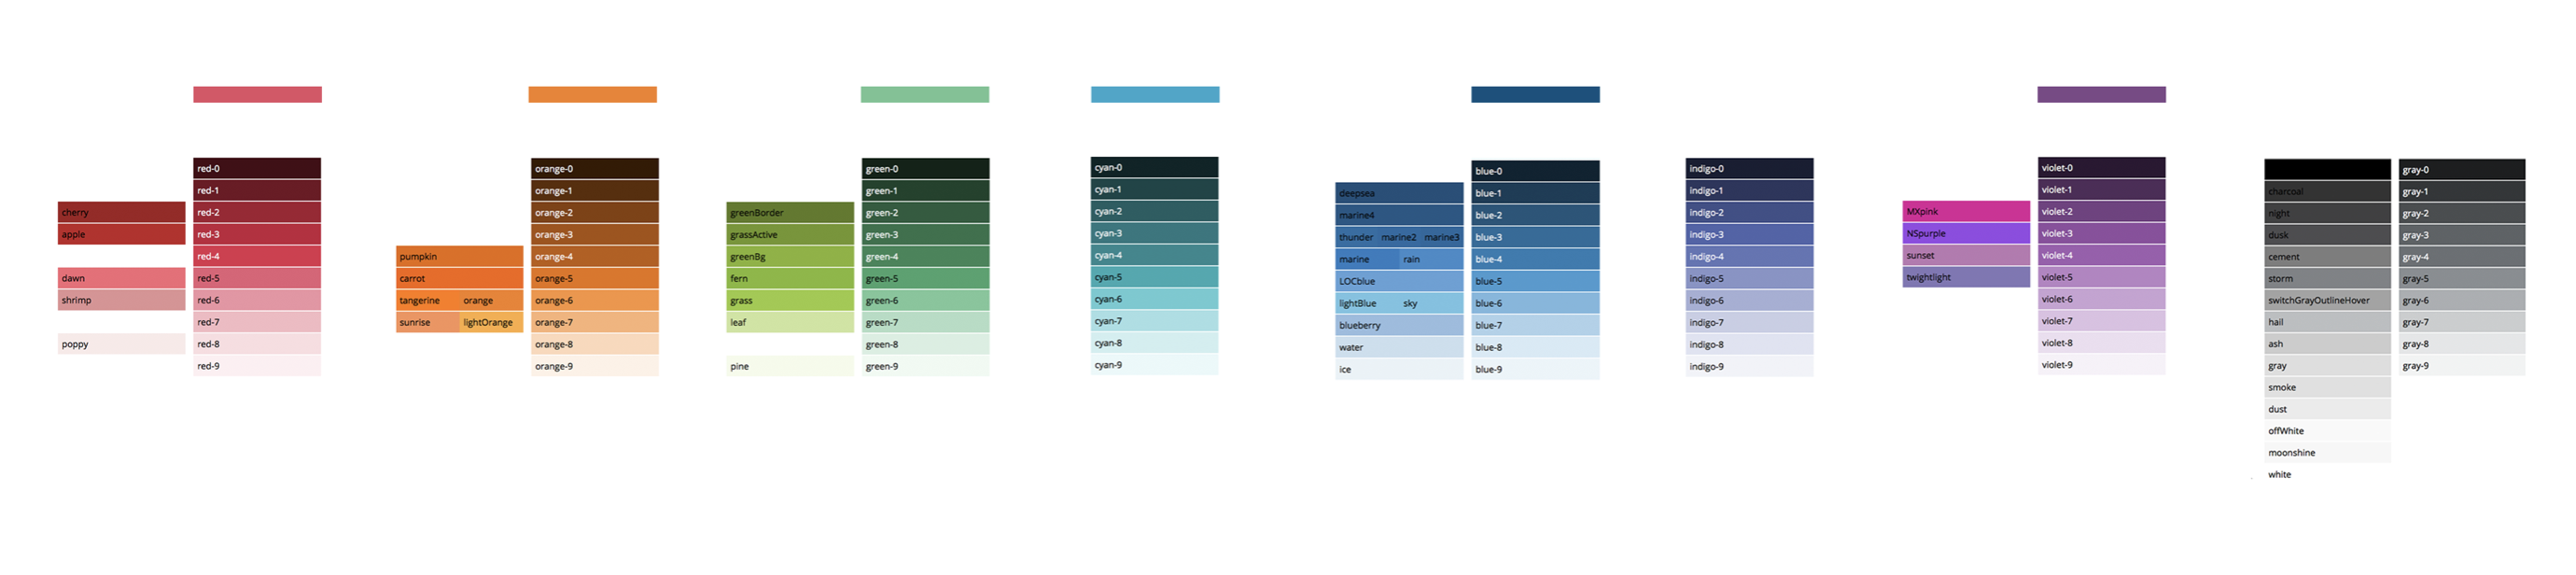 cherry
apple
dawn
shrimp
poppy
red-0
red-1
red-2
red-3
red-4
red-5
red-6
red-7
red-8
red-9
pumpkin
carrot
tangerine orange
sunrise lightOrange
orange-0
orange-1
orange-2
orange-3
orange-4
orange-5
orange-6
orange-7
orange-8
orange-9
greenBorder
grassActive
greenBg
fern
grass
leaf
pine
green-0
green-1
green-2
green-3
green-4
green-5
green-6
green-7
green-8
green-9
cyan-0
cyan-1
cyan-2
cyan-3
cyan-4
cyan-5
cyan-6
cyan-7
cyan-8
cyan-9
deepsea
marine4
thunder marine2 marine3
marine rain
LOCblue
lightBlue sky
blueberry
water
ice
blue-0
blue-1
blue-2
blue-3
blue-4
blue-5
blue-6
blue-7
blue-8
blue-9
indigo-0
indigo-1
indigo-2
indigo-3
indigo-4
indigo-5
indigo-6
indigo-7
indigo-8
indigo-9
MXpink
NSpurple
sunset
twightlight
violet-0
violet-1
violet-2
violet-3
violet-4
violet-5
violet-6
violet-7
violet-8
violet-9
charcoal
night
dusk
cement
storm
switchGrayOutlineHover
hail
ash
gray
smoke
dust
offWhite
moonshine
white
gray-0
gray-1
gray-2
gray-3
gray-4
gray-5
gray-6
gray-7
gray-8
gray-9